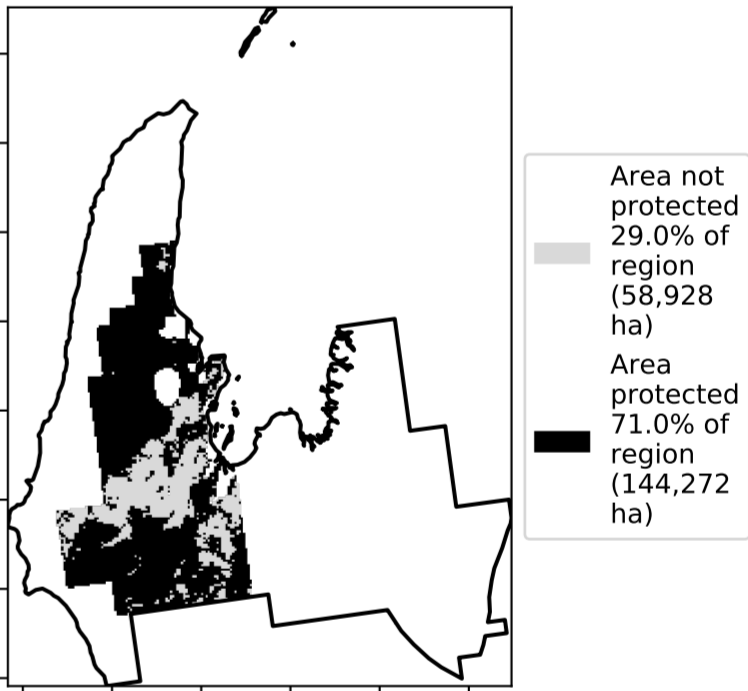 Area not
protected
29.0% of
region
(58,928
ha)
Area
protected
71.0% of
region
(144,272
ha)